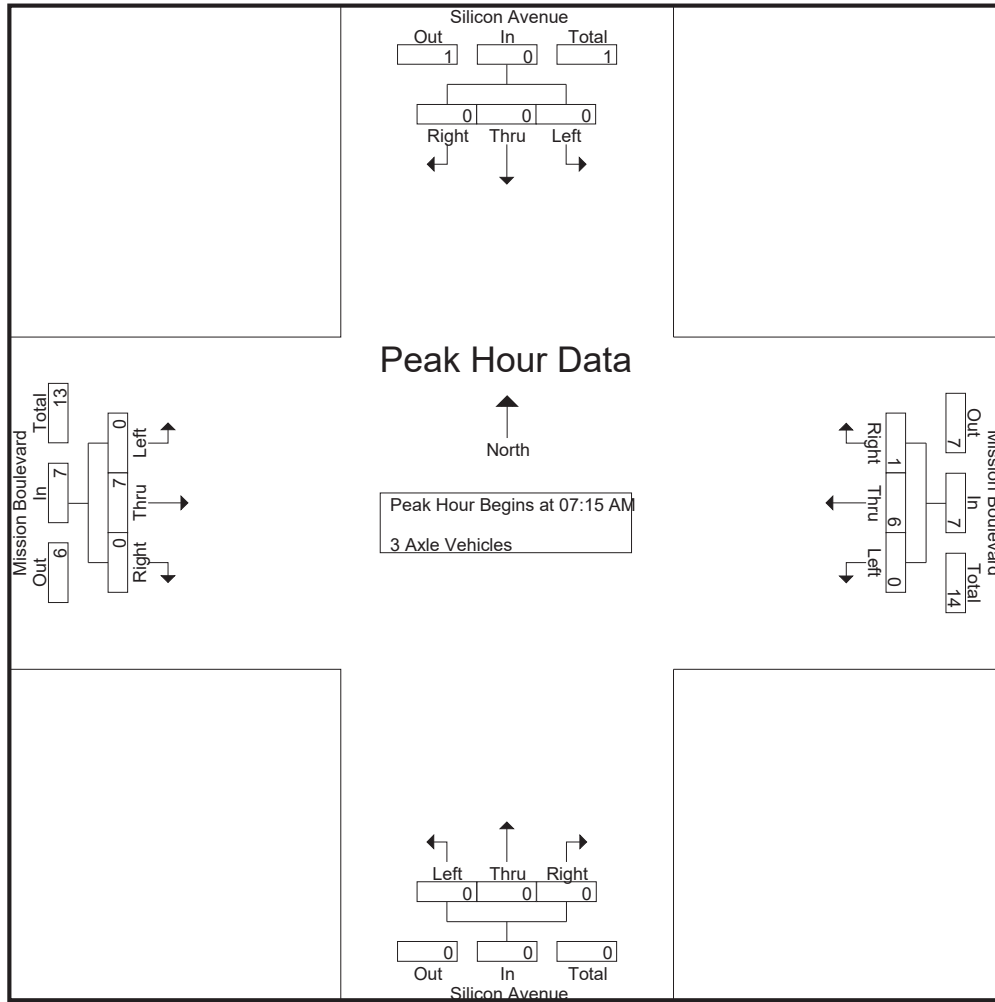 Silicon Avenue
Out In Total
1 0 1
0 0 0
Right Thru Left
Peak Hour Data
North
Peak Hour Begins at 07:15 AM
3 Axle Vehicles
Mission Boulevard
Out In Total
6 7 13
0 7 0
Left Thru Right
Mission Boulevard
Out In Total
7 7 14
1 6 0
Right Thru Left
Left Thru Right
0 0 0
0 0 0
Out In Total
Silicon Avenue